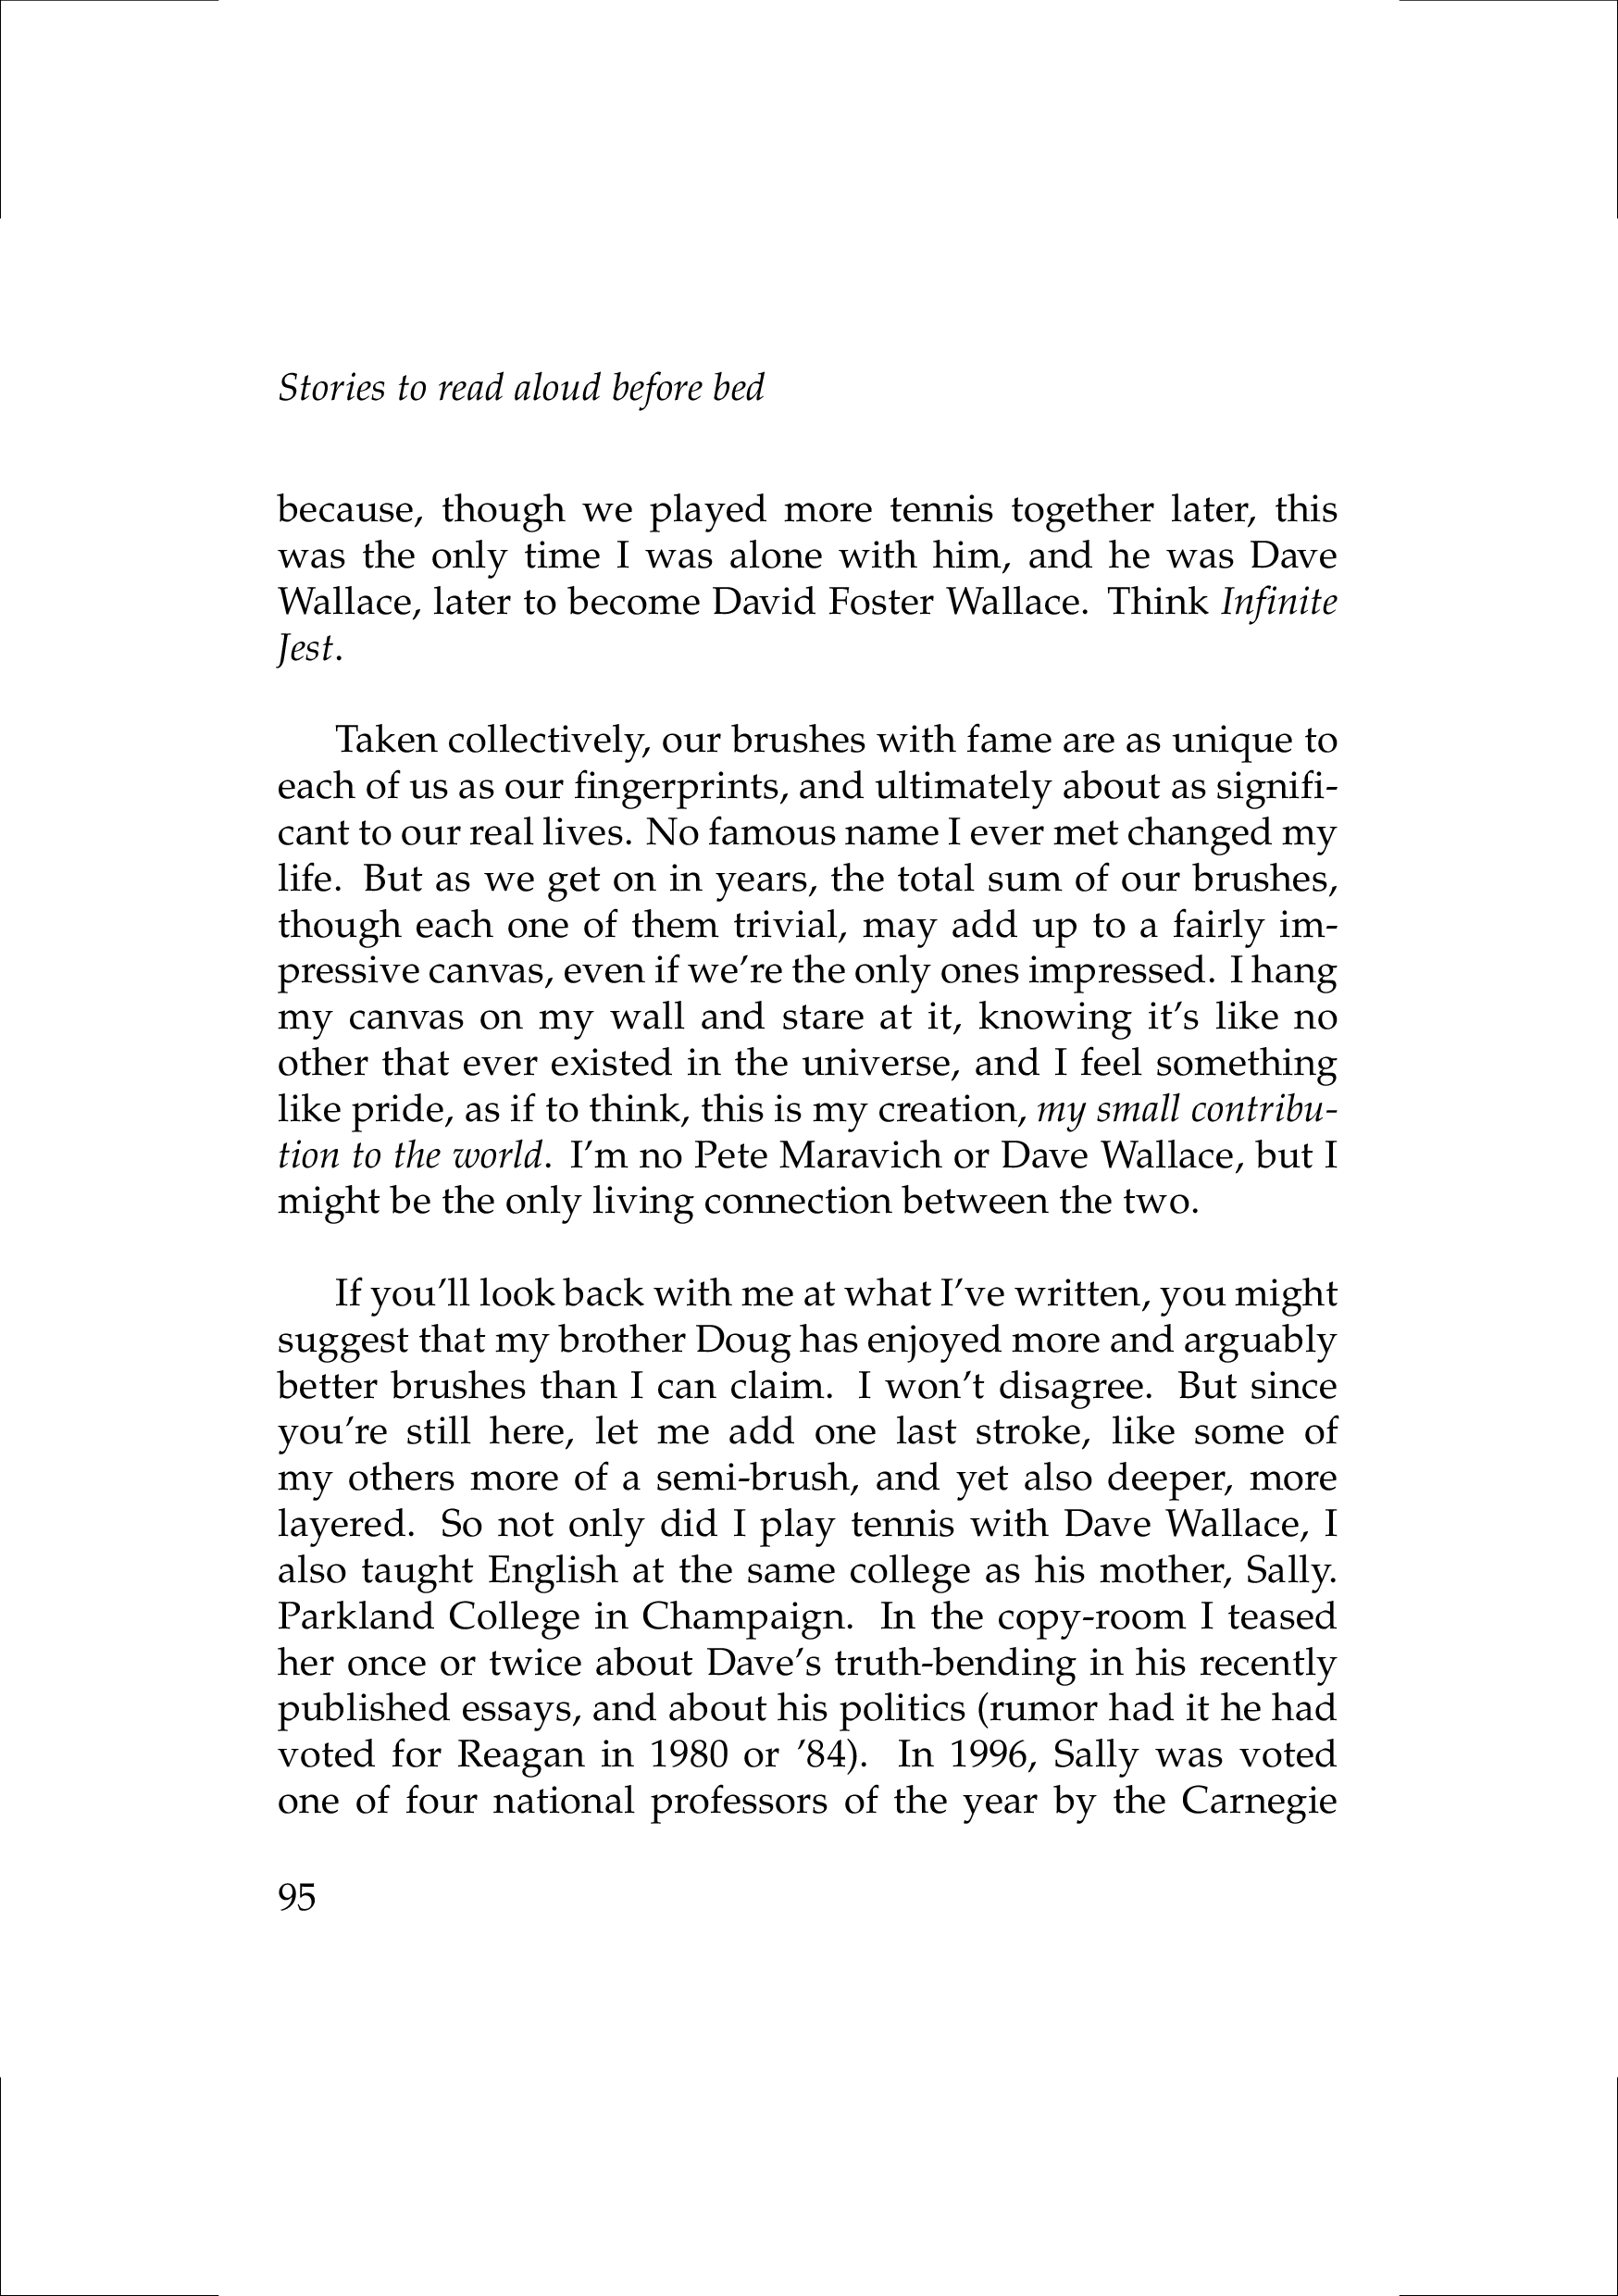 Stories to read aloud before bed
because, though we played more tennis together later, this
was the only time I was alone with him, and he was Dave
Wallace, later to become David Foster Wallace. Think Infinite
Jest.
Taken collectively, our brushes with fame are as unique to
each of us as our fingerprints, and ultimately about as signifi-
cant to our real lives. No famous name I ever met changed my
life. But as we get on in years, the total sum of our brushes,
though each one of them trivial, may add up to a fairly im-
pressive canvas, even if we’re the only ones impressed. I hang
my canvas on my wall and stare at it, knowing it’s like no
other that ever existed in the universe, and I feel something
like pride, as if to think, this is my creation, my small contribu-
tion to the world. I’m no Pete Maravich or Dave Wallace, but I
might be the only living connection between the two.
If you’ll look back with me at what I’ve written, you might
suggest that my brother Doug has enjoyed more and arguably
better brushes than I can claim. I won’t disagree. But since
you’re still here, let me add one last stroke, like some of
my others more of a semi-brush, and yet also deeper, more
layered. So not only did I play tennis with Dave Wallace, I
also taught English at the same college as his mother, Sally.
Parkland College in Champaign. In the copy-room I teased
her once or twice about Dave’s truth-bending in his recently
published essays, and about his politics (rumor had it he had
voted for Reagan in 1980 or ’84). In 1996, Sally was voted
one of four national professors of the year by the Carnegie
95